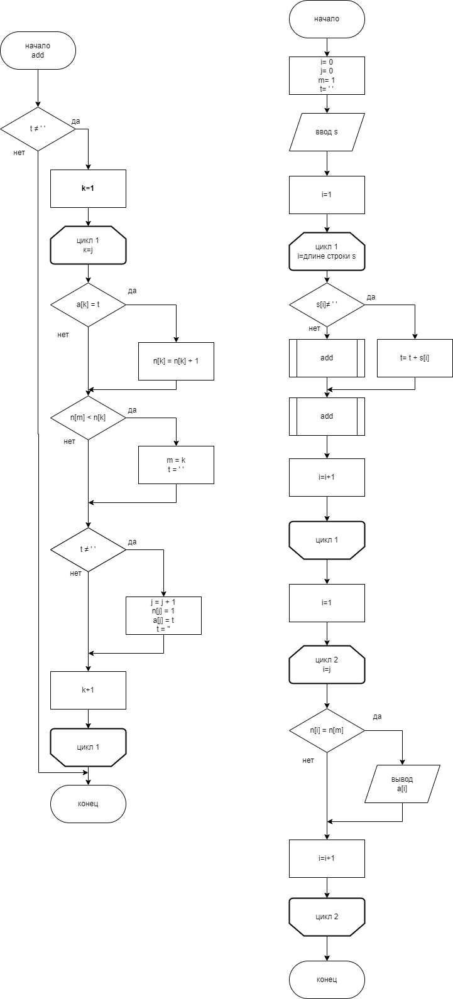 начало
add
t ≠ ' '
да
нет
k=1
цикл 1
к=j
a[k] = t
да
нет
n[k] = n[k] + 1
n[m] < n[k]
да
нет
m = k
t = ' '
t ≠ ' '
да
нет
j = j + 1
n[j] = 1
a[j] = t
t = "
k+1
цикл 1
конец
начало
i= 0
j= 0
m= 1
t= ' '
ввод s
i=1
цикл 1
i=длине строки s
s[i]≠ ' '
да
нет
add
t= t + s[i]
add
i=i+1
цикл 1
i=1
цикл 2
i=j
n[i] = n[m]
да
нет
вывод
a[i]
i=i+1
цикл 2
конец